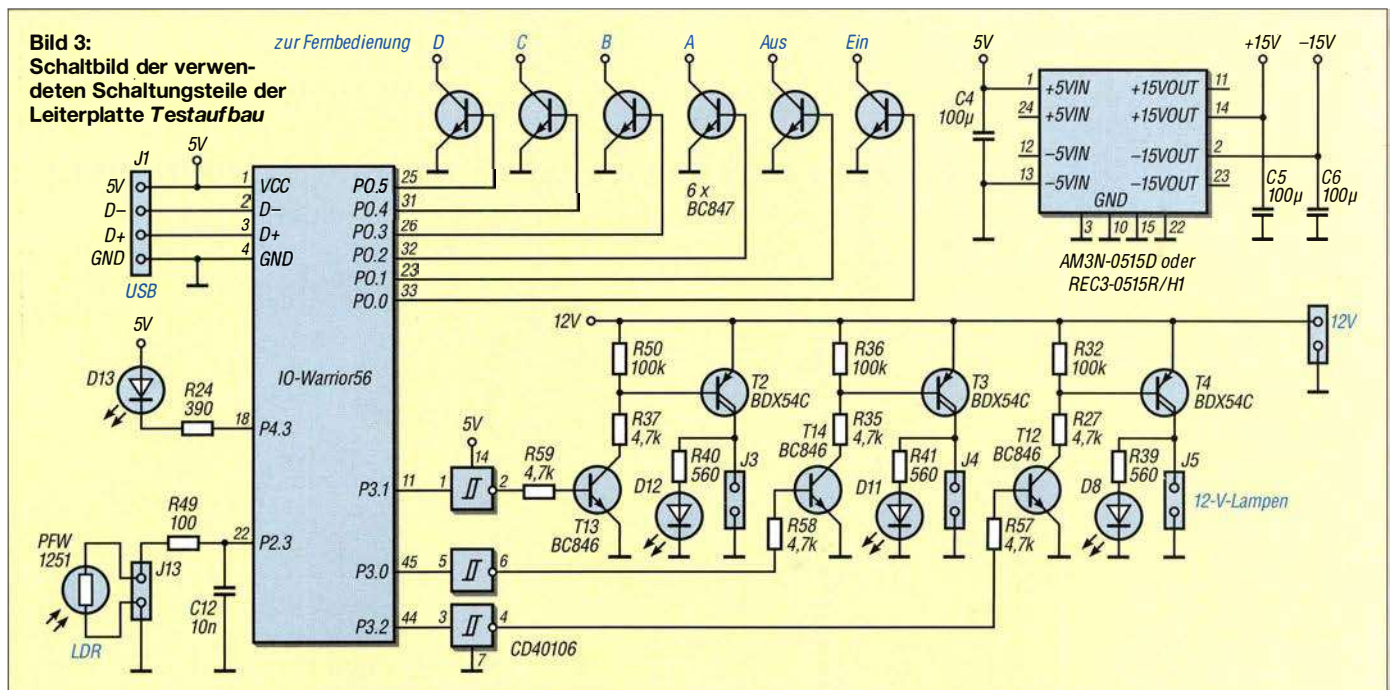 Bild 3:
Schaltbild der verwen-
deten Schaltungsteile der
Leiterplatte Testaufbau
zur Fernbedienung
D
C
B
A
Aus
Ein
6 x
BC847
5V
C4
100µ
1
24
12
13
+5VIN
+5VIN
–5VIN
–5VIN
+15VOUT
+15VOUT
–15VOUT
–15VOUT
GND
11
14
2
23
3
10
15
22
+15V
–15V
C5
100µ
C6
100µ
AM3N-0515D oder
REC3-0515R/H1
J1
5V
D–
D+
GND
USB
5V
1
2
3
4
VCC
D–
D+
GND
P0.5
P0.4
P0.3
P0.2
P0.1
P0.0
25
31
26
32
23
33
IO-Warrior56
5V
D13
R24
390
18
P4.3
PFW
1251
LDR
J13
R49
100
C12
10n
22
P2.3
P3.1
11
P3.0
45
P3.2
44
5V
14
1
2
5
6
3
4
7
CD40106
12V
R59
4,7k
R50
100k
R37
4,7k
T13
BC846
T2
BDX54C
R40
560
D12
J3
R36
100k
R35
4,7k
T14
BC846
R58
4,7k
T3
BDX54C
R41
560
D11
J4
R32
100k
R27
4,7k
T12
BC846
R57
4,7k
T4
BDX54C
R39
560
D8
J5
12V
12-V-Lampen